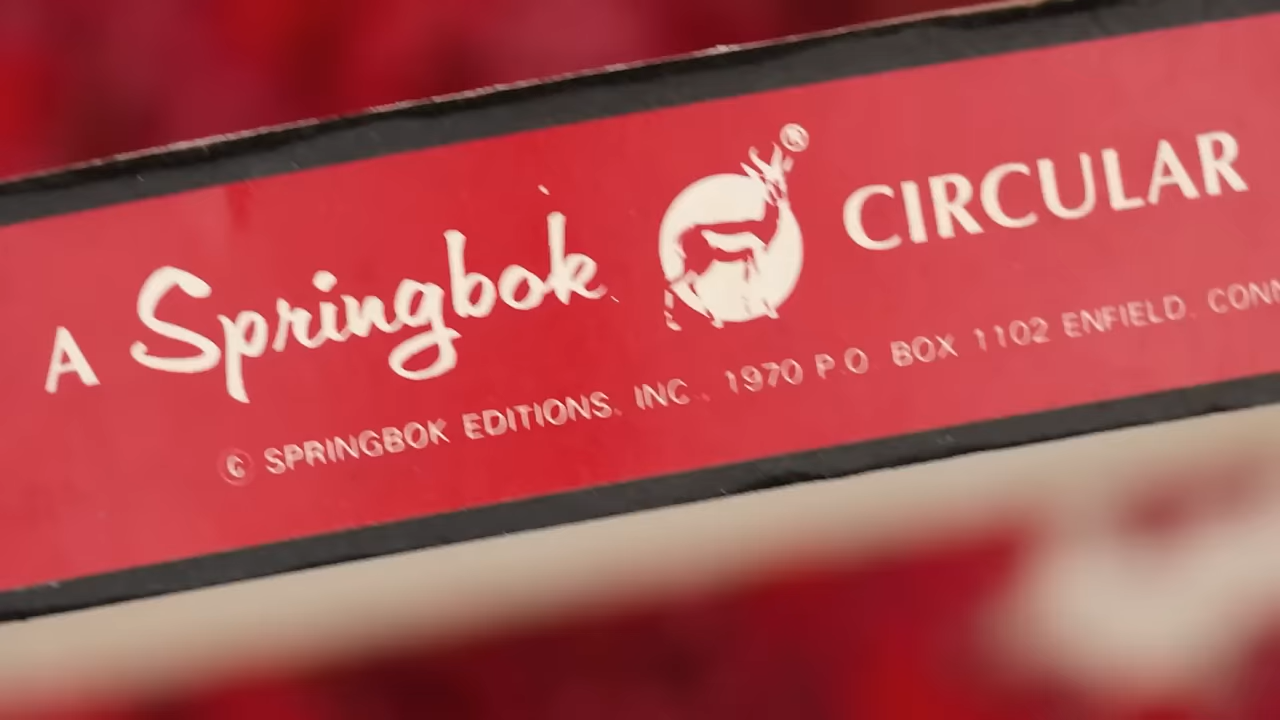 A Springbok ® CIRCULAR
© SPRINGBOK EDITIONS, INC., 1970 P.O. BOX 1102 ENFIELD, CONN